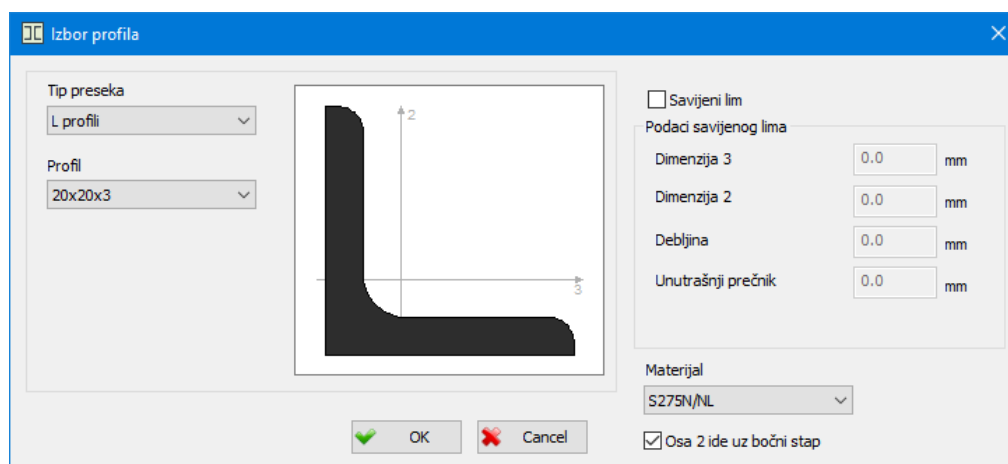 Izbor profila
Tip preseka
L profili
Profil
20x20x3
2
3
Savijeni lim
Podaci savijenog lima
Dimenzija 3 0.0 mm
Dimenzija 2 0.0 mm
Debljina 0.0 mm
Unutrašnji prečnik 0.0 mm
Materijal
S275N/NL
Osa 2 ide uz bočni stap
OK Cancel